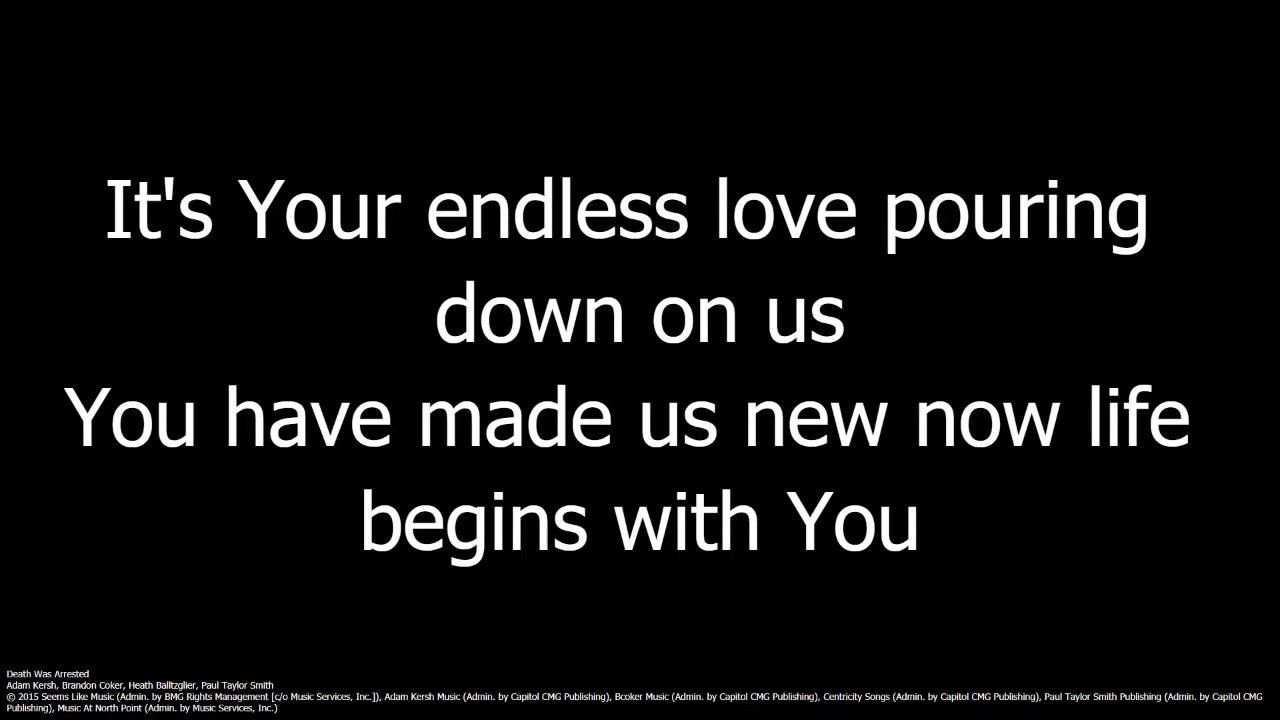 It's Your endless love pouring
down on us
You have made us new now life
begins with You
Death Was Arrested
Adam Kersh, Brandon Coker, Heath Balltzglier, Paul Taylor Smith
© 2015 Seems Like Music (Admin. by BMG Rights Management [c/o Music Services, Inc.]), Adam Kersh Music (Admin. by Capitol CMG Publishing), Bcoker Music (Admin. by Capitol CMG Publishing), Centricity Songs (Admin. by Capitol CMG Publishing), Paul Taylor Smith Publishing (Admin. by Capitol CMG
Publishing), Music At North Point (Admin. by Music Services, Inc.)